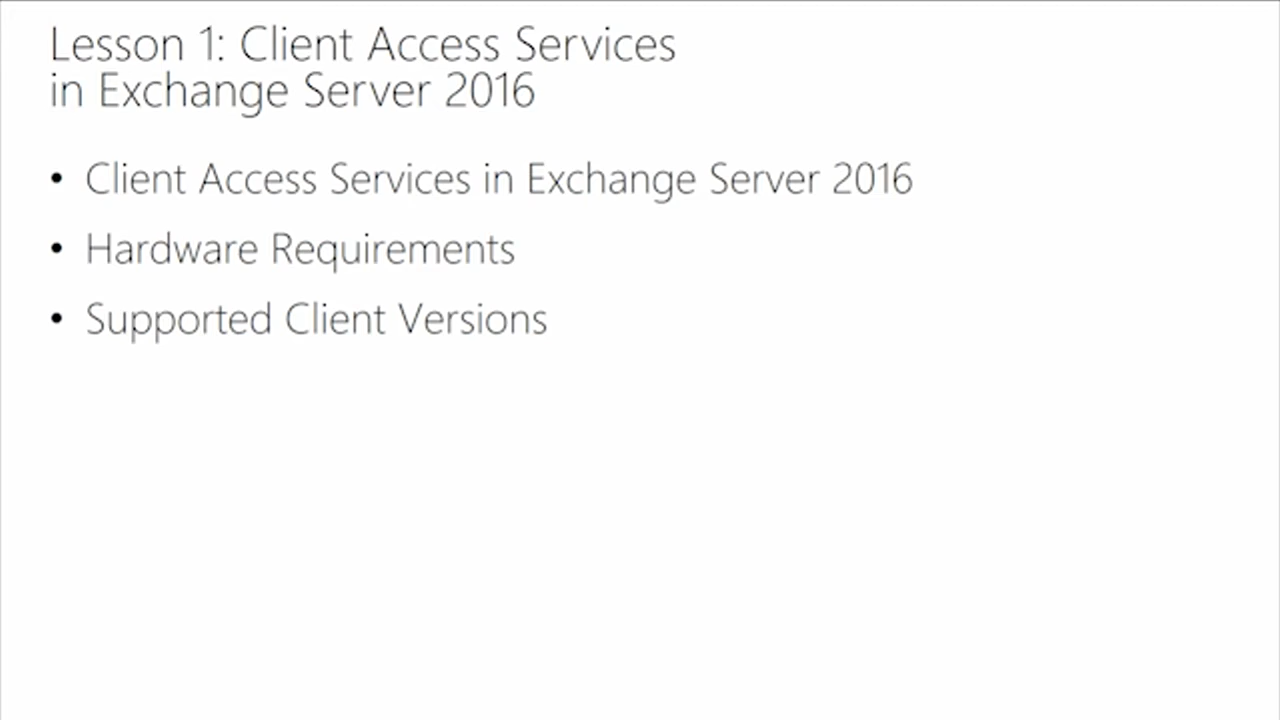 Lesson 1: Client Access Services
in Exchange Server 2016
• Client Access Services in Exchange Server 2016
• Hardware Requirements
• Supported Client Versions